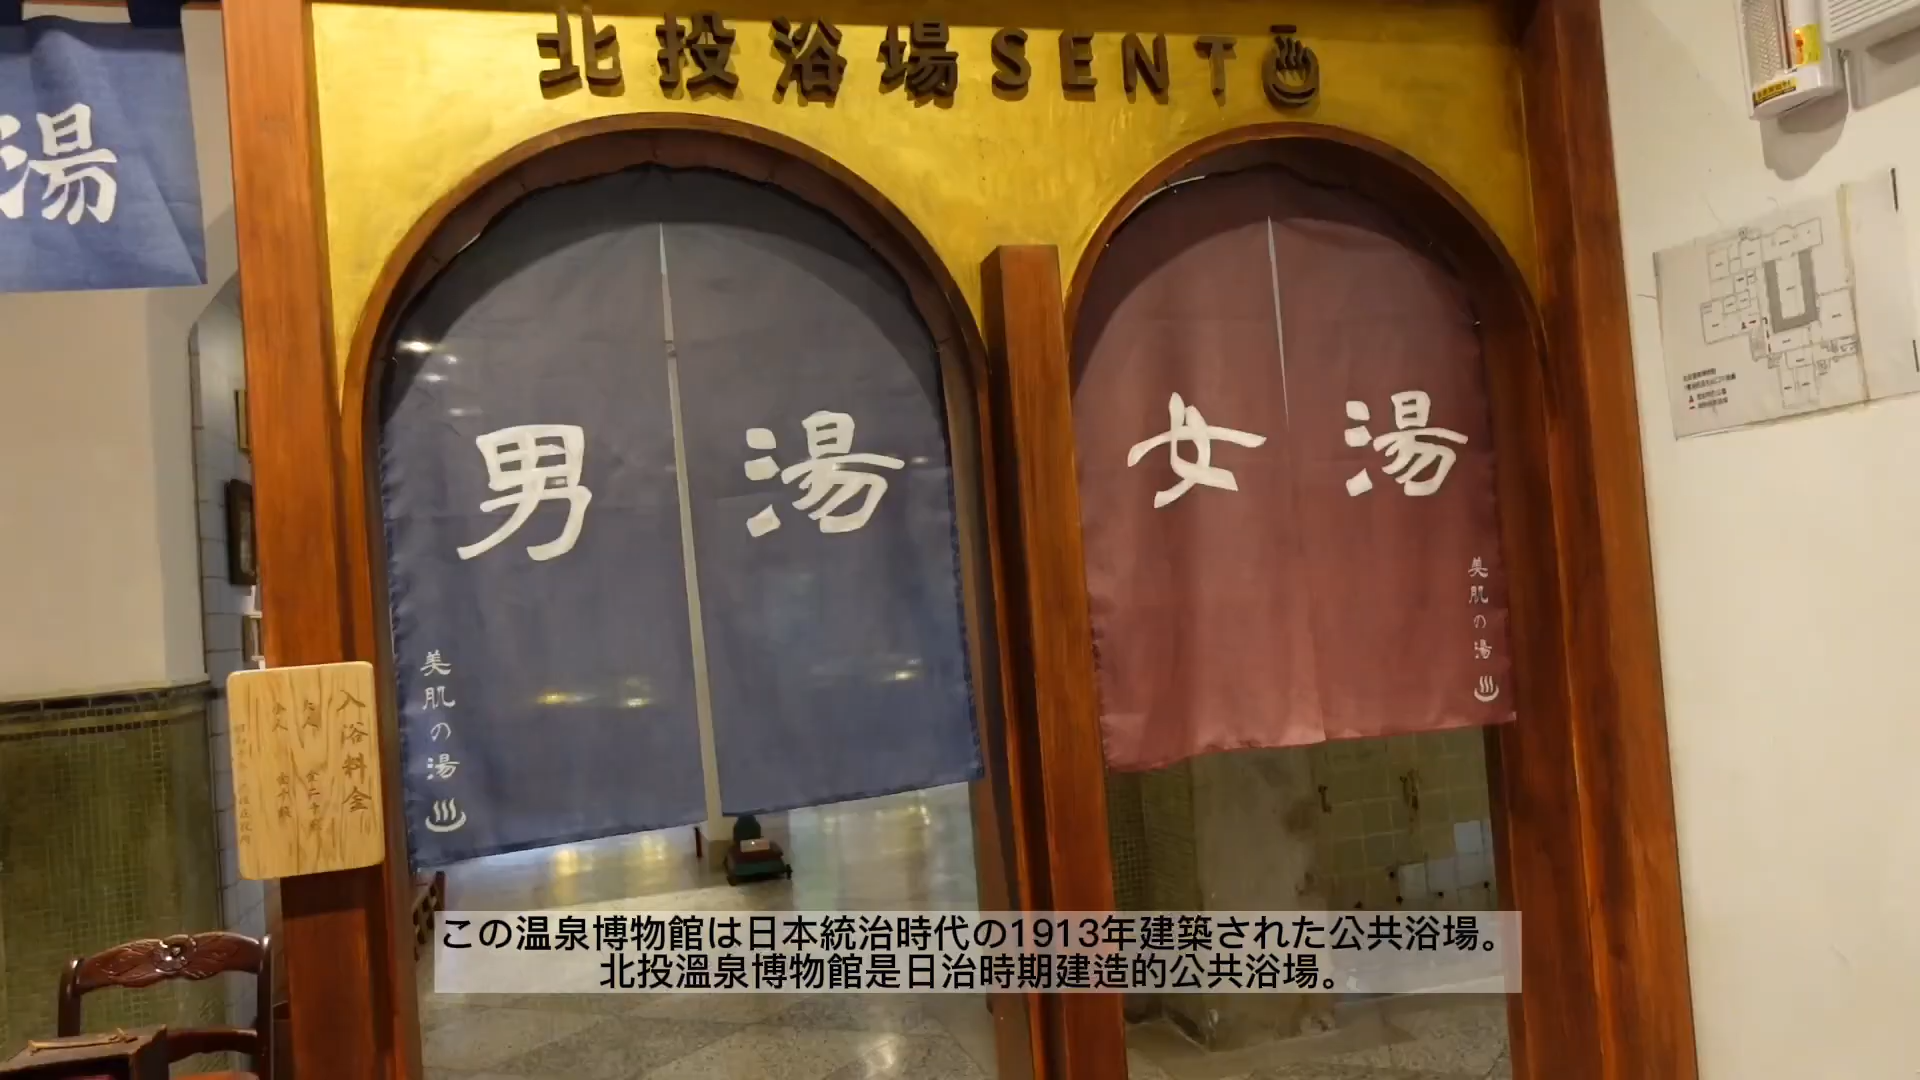 北投浴場SENTO
湯
男湯
女湯
美肌の湯
美肌の湯
入浴料金
この温泉博物館は日本統治時代の1913年建築された公共浴場。
北投溫泉博物館是日治時期建造的公共浴場。